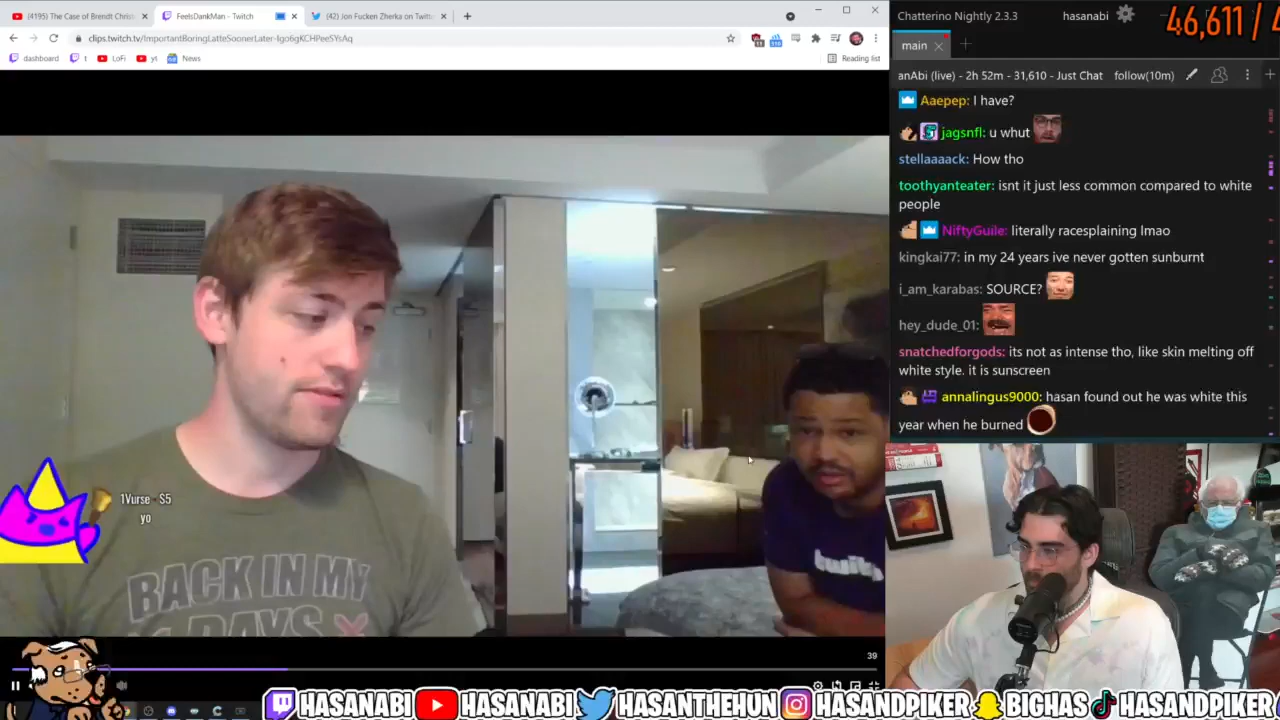 (4195) The Case of Brendt Christ
FeelsDankMan - Twitch
(42) Jon Fucken Zherka on Twitt
clips.twitch.tv/ImportantBoringLatteSoonerLater-Igo6gKCHPeeSYsAq
dashboard
t
LoFi
yt
News
Reading list
Chatterino Nightly 2.3.3
hasanabi
46,611 / 4
main
anAbi (live) - 2h 52m - 31,610 - Just Chat
follow(10m)
Aaepep: I have?
jagsnfl: u whut
stellaaaack: How tho
toothyanteater: isnt it just less common compared to white
people
NiftyGuile: literally racesplaining lmao
kingkai77: in my 24 years ive never gotten sunburnt
i_am_karabas: SOURCE?
hey_dude_01:
snatchedforgods: its not as intense tho, like skin melting off
white style. it is sunscreen
annalingus9000: hasan found out he was white this
year when he burned
1Vurse - $5
yo
BACK IN MY
DAYS
twitch
39
HASANABI
HASANABI
HASANTHEHUN
HASANDPIKER
BIGHAS
HASANDPIKER